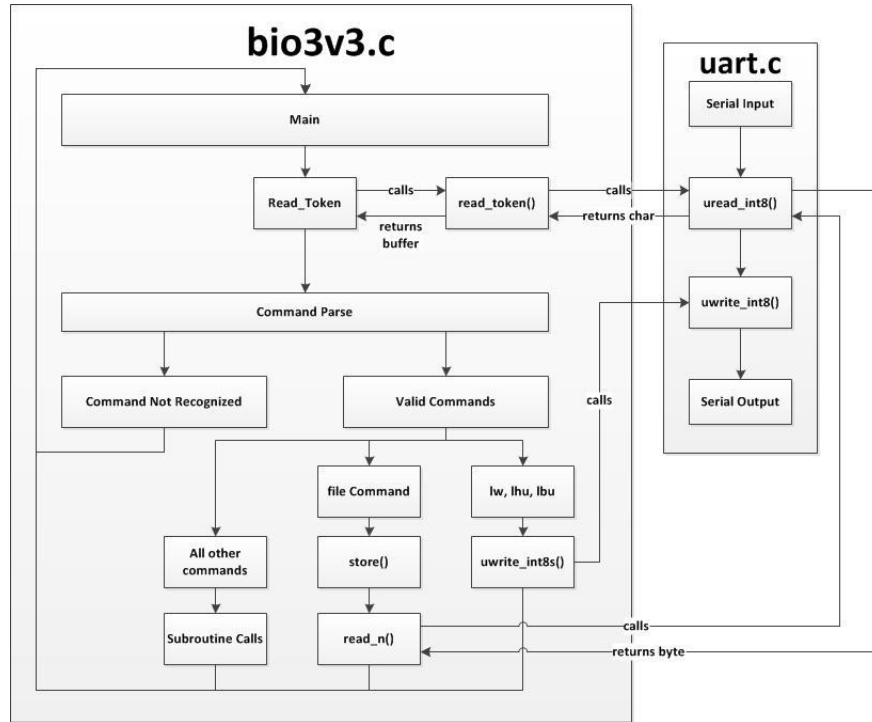 bio3v3.c
uart.c
Main
Serial Input
Read_Token
calls
read_token()
calls
uread_int8()
returns
buffer
returns char
Command Parse
uwrite_int8()
Command Not Recognized
Valid Commands
calls
Serial Output
file Command
lw, lhu, lbu
All other
commands
store()
uwrite_int8s()
Subroutine Calls
read_n()
calls
returns byte